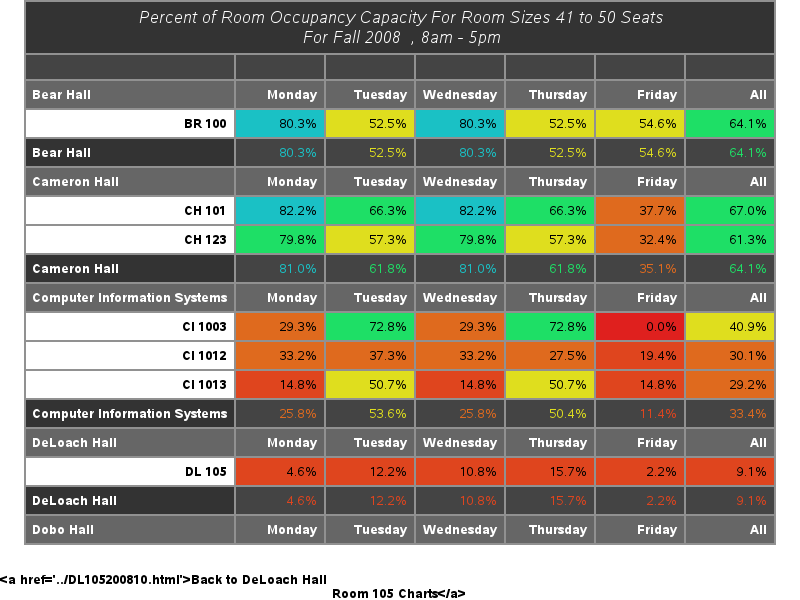 Percent of Room Occupancy Capacity For Room Sizes 41 to 50 Seats
For Fall 2008 , 8am - 5pm
Bear Hall Monday Tuesday Wednesday Thursday Friday All
BR 100 80.3% 52.5% 80.3% 52.5% 54.6% 64.1%
Bear Hall 80.3% 52.5% 80.3% 52.5% 54.6% 64.1%
Cameron Hall Monday Tuesday Wednesday Thursday Friday All
CH 101 82.2% 66.3% 82.2% 66.3% 37.7% 67.0%
CH 123 79.8% 57.3% 79.8% 57.3% 32.4% 61.3%
Cameron Hall 81.0% 61.8% 81.0% 61.8% 35.1% 64.1%
Computer Information Systems Monday Tuesday Wednesday Thursday Friday All
CI 1003 29.3% 72.8% 29.3% 72.8% 0.0% 40.9%
CI 1012 33.2% 37.3% 33.2% 27.5% 19.4% 30.1%
CI 1013 14.8% 50.7% 14.8% 50.7% 14.8% 29.2%
Computer Information Systems 25.8% 53.6% 25.8% 50.4% 11.4% 33.4%
DeLoach Hall Monday Tuesday Wednesday Thursday Friday All
DL 105 4.6% 12.2% 10.8% 15.7% 2.2% 9.1%
DeLoach Hall 4.6% 12.2% 10.8% 15.7% 2.2% 9.1%
Dobo Hall Monday Tuesday Wednesday Thursday Friday All
<a href='../DL105200810.html'>Back to DeLoach Hall
Room 105 Charts</a>